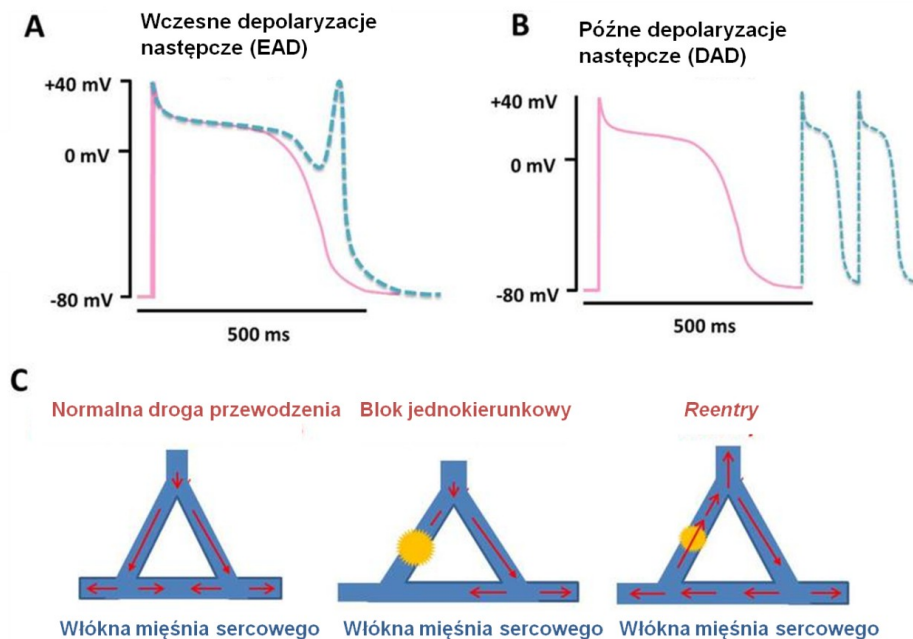 A
Wczesne depolaryzacje
następcze (EAD)
+40 mV
0 mV
-80 mV
500 ms
B
Późne depolaryzacje
następcze (DAD)
+40 mV
0 mV
-80 mV
500 ms
C
Normalna droga przewodzenia
Blok jednokierunkowy
Reentry
Włókna mięśnia sercowego
Włókna mięśnia sercowego
Włókna mięśnia sercowego